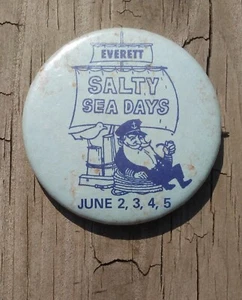 EVERETT
SALTY
SEA DAYS
JUNE 2, 3, 4, 5